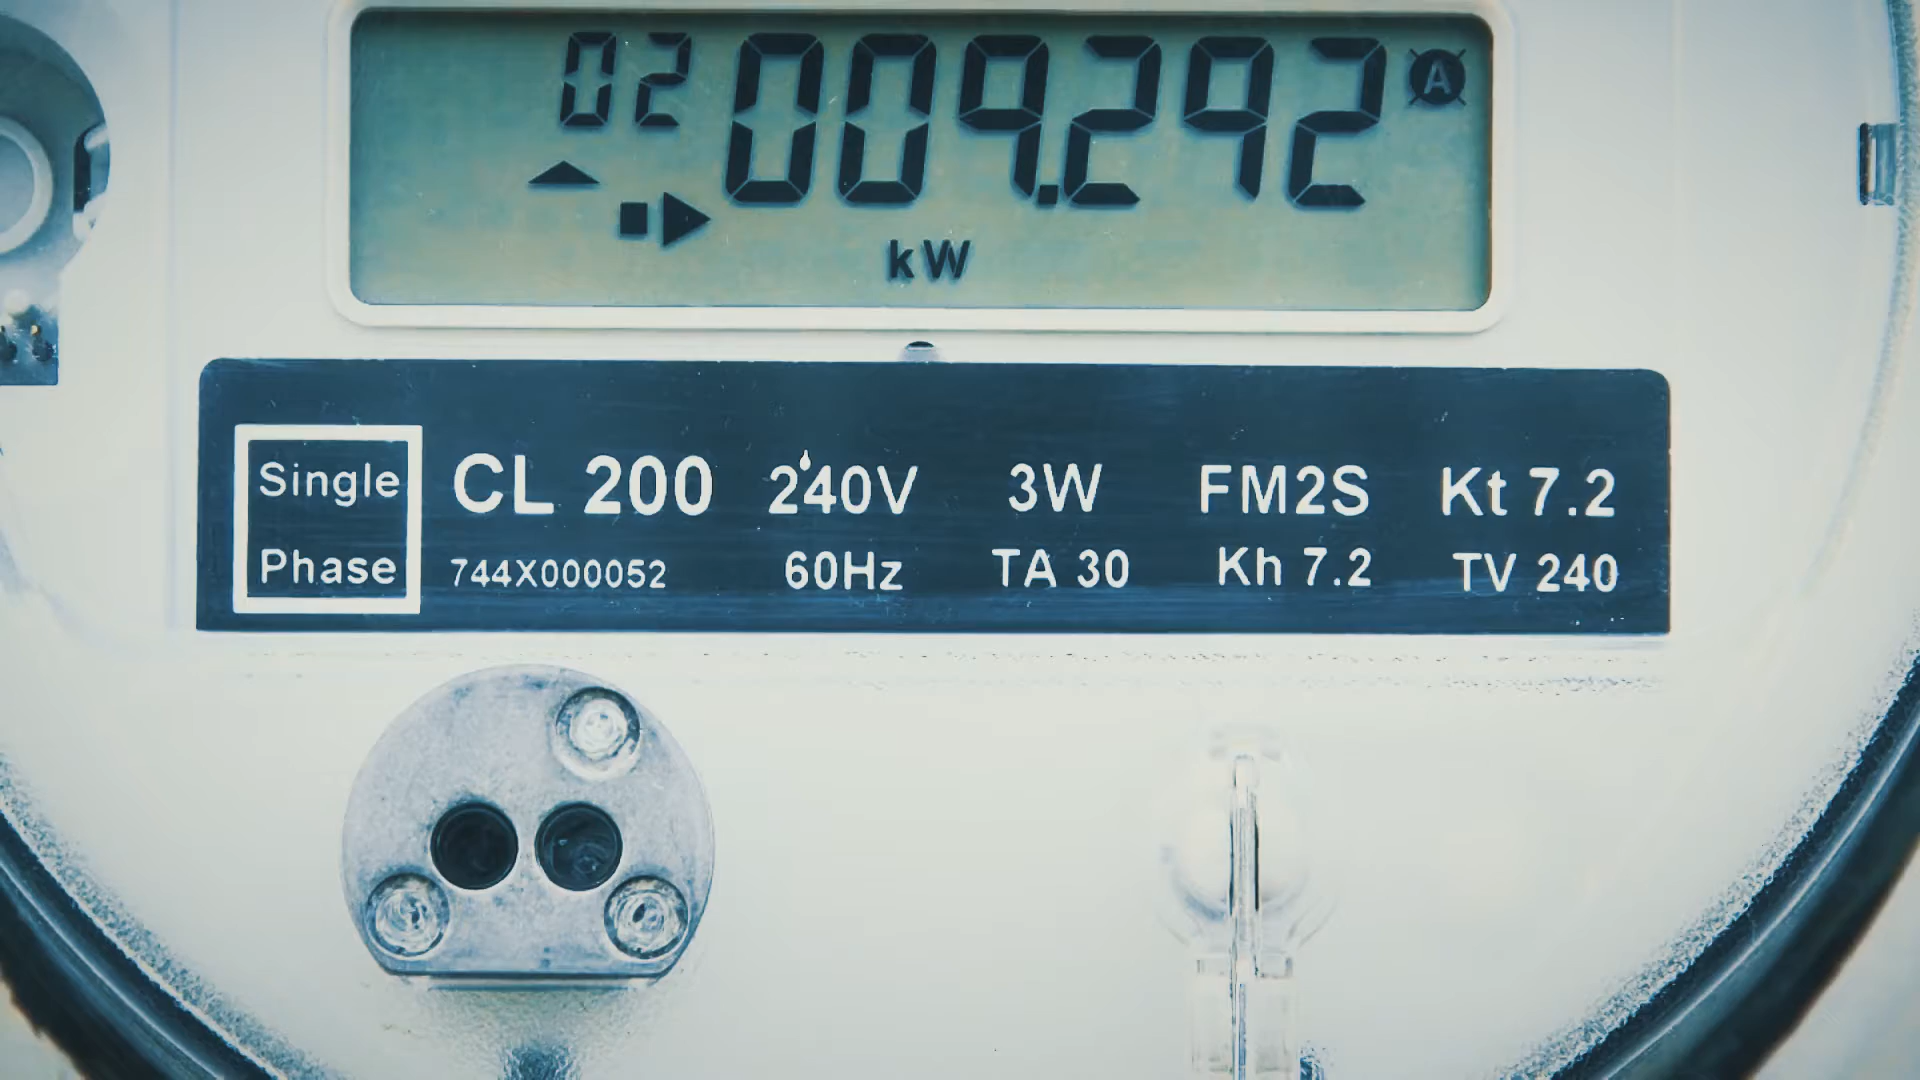 02 009.292 A
kW
Single Phase
CL 200 240V 3W FM2S Kt 7.2
744X000052 60Hz TA 30 Kh 7.2 TV 240